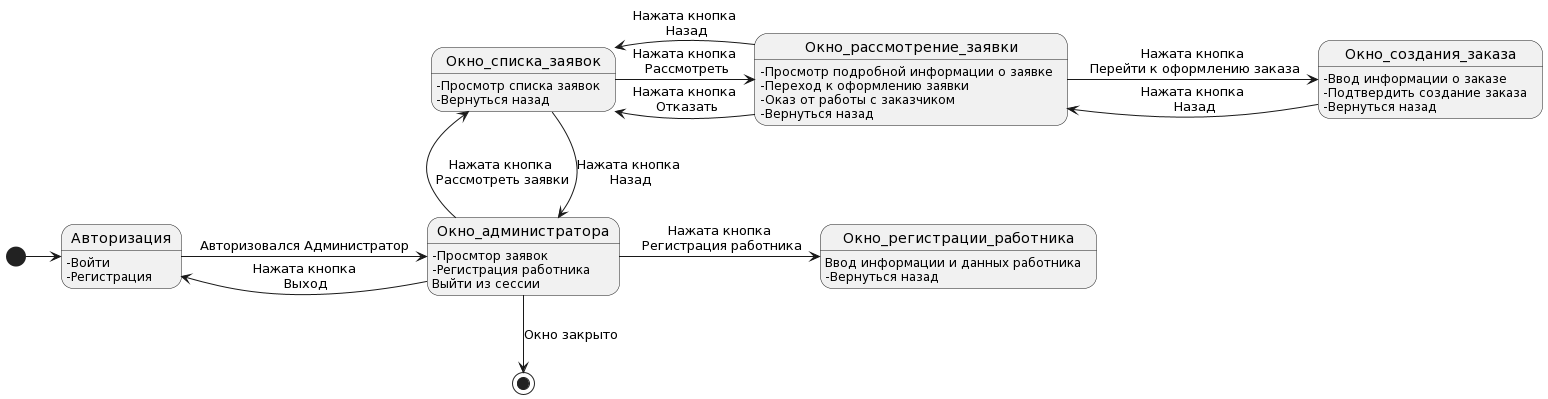 Нажата кнопка
Назад
Окно_списка_заявок
-Просмотр списка заявок
-Вернуться назад
Нажата кнопка
Рассмотреть
Нажата кнопка
Отказать
Окно_рассмотрение_заявки
-Просмотр подробной информации о заявке
-Переход к оформлению заявки
-Оказ от работы с заказчиком
-Вернуться назад
Нажата кнопка
Перейти к оформлению заказа
Нажата кнопка
Назад
Окно_создания_заказа
-Ввод информации о заказе
-Подтвердить создание заказа
-Вернуться назад
Нажата кнопка
Рассмотреть заявки
Нажата кнопка
Назад
Авторизация
-Войти
-Регистрация
Авторизовался Администратор
Нажата кнопка
Выход
Окно_администратора
-Просмтор заявок
-Регистрация работника
Выйти из сессии
Нажата кнопка
Регистрация работника
Окно_регистрации_работника
Ввод информации и данных работника
-Вернуться назад
Окно закрыто